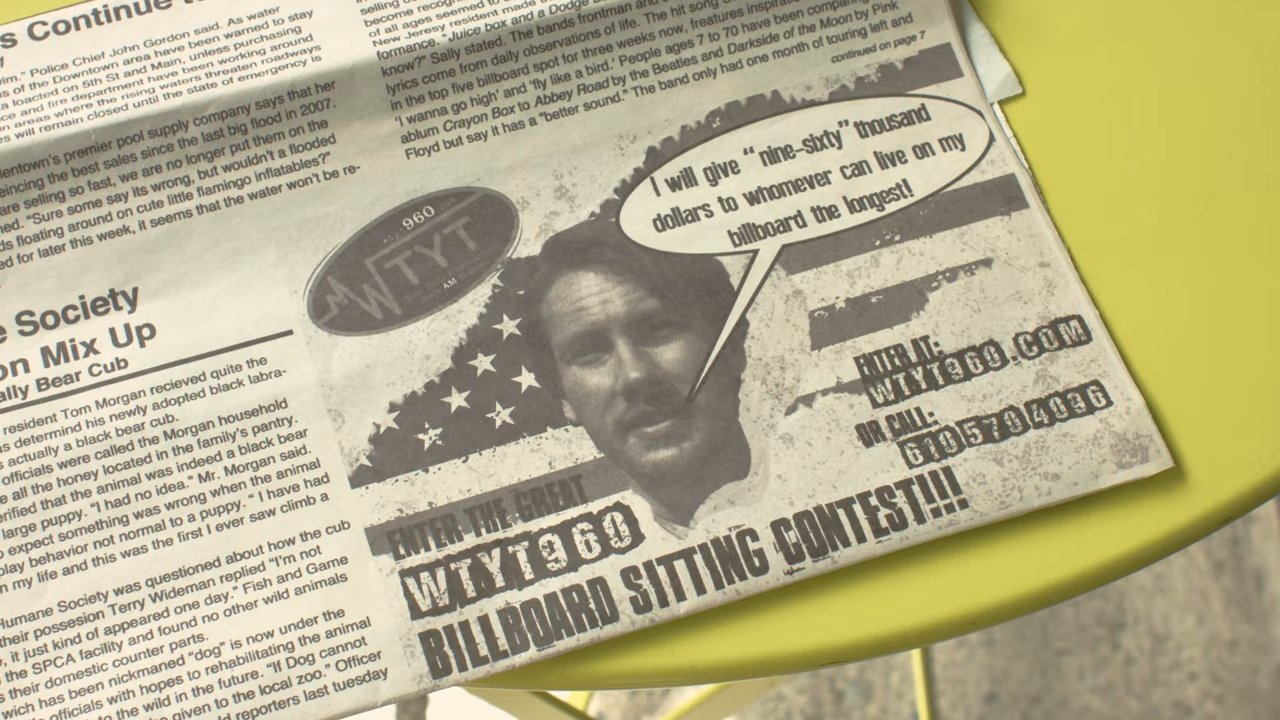 s Continue
Police Chief John Gordon said. As water
s of the Downtown area have been warned to stay
loacted on 5th St and Main, unless purchasing
e and fire department have been working around
n areas where the rising waters threaten roadways
s will remain closed until the state of emergency is
lentown's premier pool supply company says that her
eincing the best sales since the last big flood in 2007.
are selling so fast, we are no longer put them on the
ned. “Sure some say its wrong, but wouldn't a flooded
ds floating around on cute little flamingo inflatables?”
ed for later this week, it seems that the water won't be re-
e Society
on Mix Up
ally Bear Cub
resident Tom Morgan recieved quite the
as determind his newly adopted black labra-
s actually a black bear cub.
officials were called the Morgan household
e all the honey located in the family's pantry.
erified that the animal was indeed a black bear
large puppy. “I had no idea.” Mr. Morgan said.
o expect something was wrong when the animal
play behavior not normal to a puppy. “ I have had
n my life and this was the first I ever saw climb a
Humane Society was questioned about how the cub
their possesion Terry Wideman replied “I'm not
, it just kind of appeared one day.” Fish and Game
the SPCA facility and found no other wild animals
s their domestic counter parts.
wich has been nickmaned “dog” is now under the
s officials with hopes to rehabilitating the animal
to the wild in the future. “If Dog cannot
e given to the local zoo.” Officer
d reporters last tuesday
become recogni
of all ages seemed to
New Jeresy resident made
formance. “Juice box and a Dodge
know?” Sally stated. The bands frontman and
lyrics come from daily observations of life. The hit song
in the top five billboard spot for three weeks now, freatures inspiratio
'I wanna go high' and 'fly like a bird.' People ages 7 to 70 have been comparing
ablum Crayon Box to Abbey Road by the Beatles and Darkside of the Moon by Pink
Floyd but say it has a “better sound.” The band only had one month of touring left and
continued on page 7
960
WTYT
AM
I will give “ nine-sixty” thousand
dollars to whomever can live on my
billboard the longest!
ENTER AT:
WTYT960.COM
OR CALL:
6105704096
ENTER THE GREAT
WTYT960
BILLBOARD SITTING CONTEST!!!